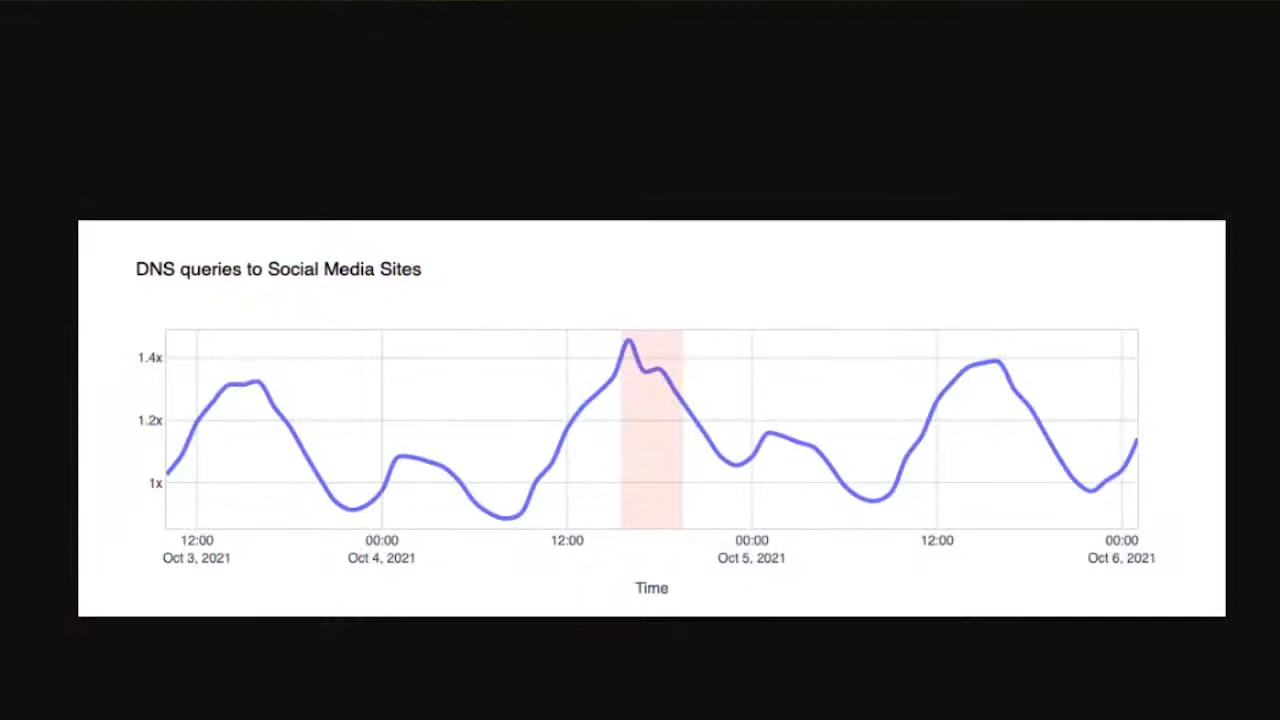 DNS queries to Social Media Sites
1.4x
1.2x
1x
12:00 00:00 12:00 00:00 12:00 00:00
Oct 3, 2021 Oct 4, 2021 Oct 5, 2021 Oct 6, 2021
Time